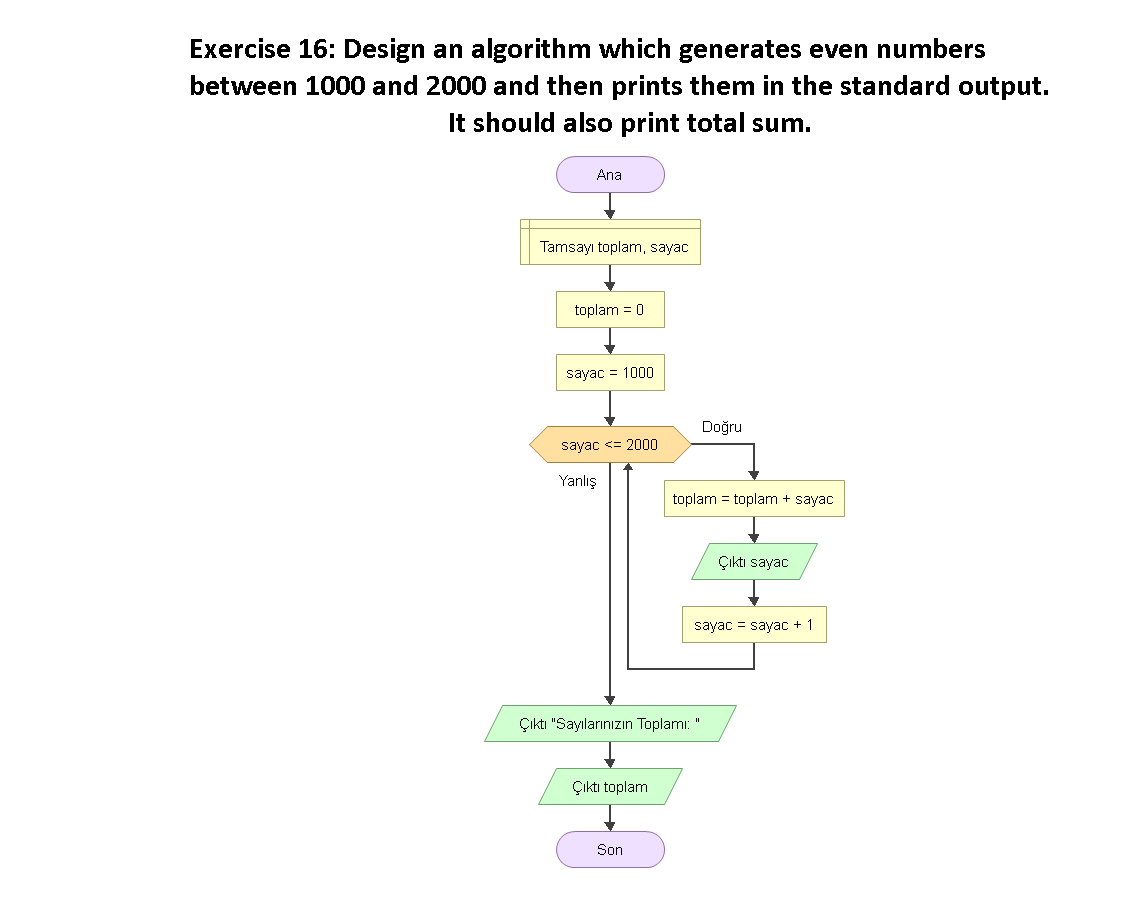 Exercise 16: Design an algorithm which generates even numbers
between 1000 and 2000 and then prints them in the standard output.
It should also print total sum.
Ana
Tamsayı toplam, sayac
toplam = 0
sayac = 1000
sayac <= 2000
Doğru
Yanlış
toplam = toplam + sayac
Çıktı sayac
sayac = sayac + 1
Çıktı "Sayılarınızın Toplamı: "
Çıktı toplam
Son